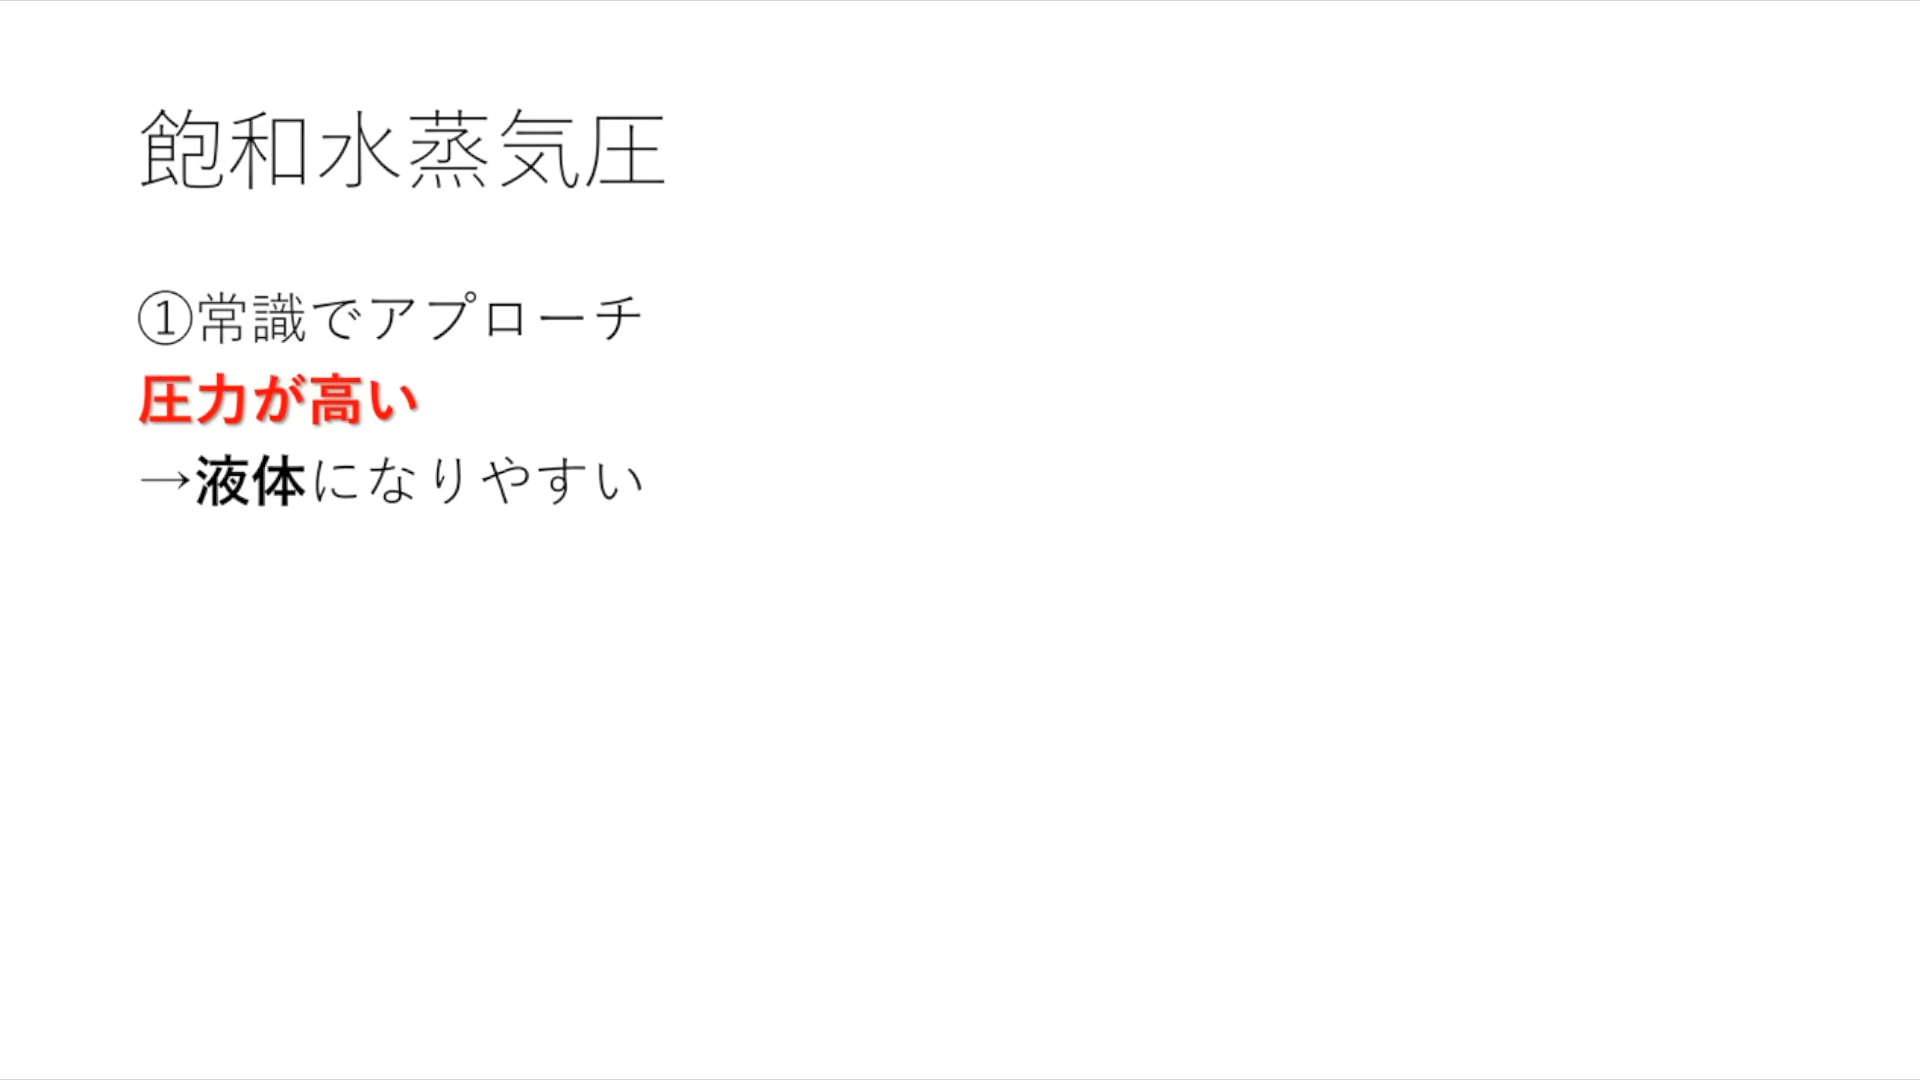 飽和水蒸気圧
①常識でアプローチ
圧力が高い
→液体になりやすい